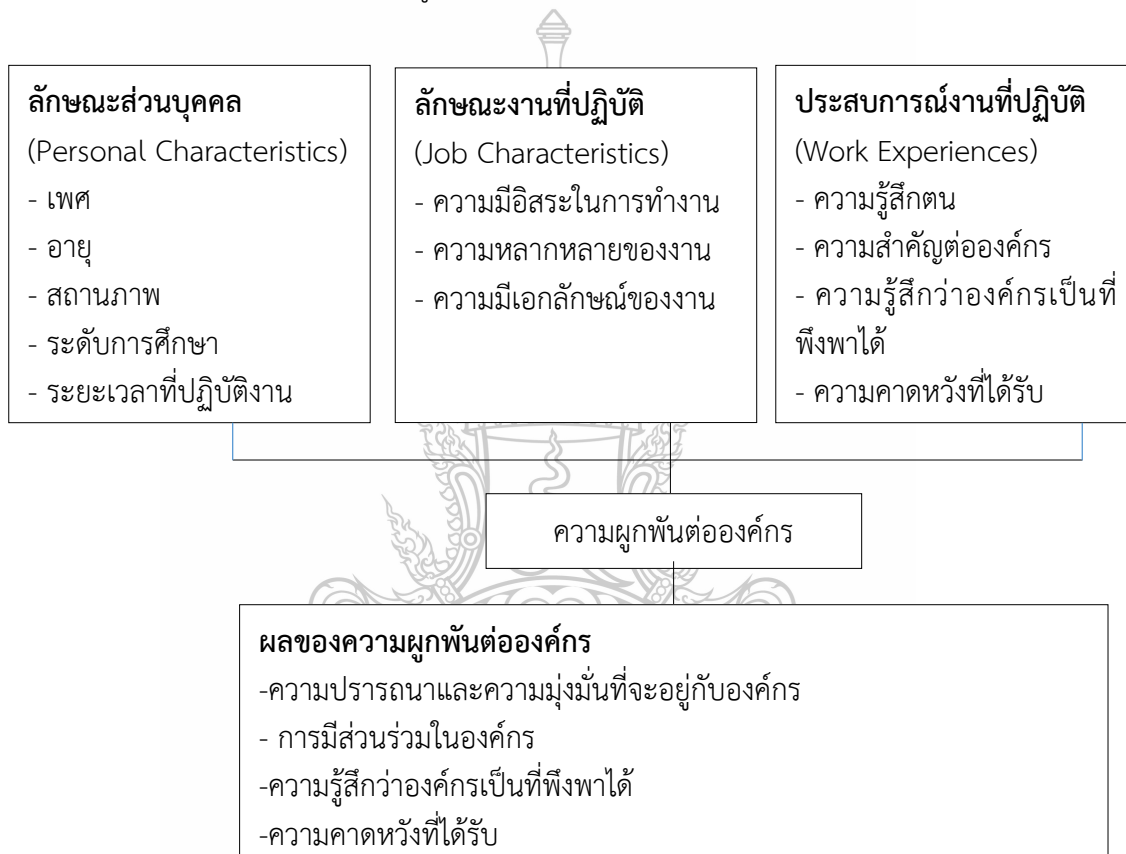 ลักษณะส่วนบุคคล
(Personal Characteristics)
- เพศ
- อายุ
- สถานภาพ
- ระดับการศึกษา
- ระยะเวลาที่ปฏิบัติงาน
ลักษณะงานที่ปฏิบัติ
(Job Characteristics)
- ความมีอิสระในการทำงาน
- ความหลากหลายของงาน
- ความมีเอกลักษณ์ของงาน
ประสบการณ์งานที่ปฏิบัติ
(Work Experiences)
- ความรู้สึกตน
- ความสำคัญต่อองค์กร
- ความรู้สึกว่าองค์กรเป็นที่
พึงพาได้
- ความคาดหวังที่ได้รับ
ความผูกพันต่อองค์กร
ผลของความผูกพันต่อองค์กร
-ความปรารถนาและความมุ่งมั่นที่จะอยู่กับองค์กร
- การมีส่วนร่วมในองค์กร
-ความรู้สึกว่าองค์กรเป็นที่พึงพาได้
-ความคาดหวังที่ได้รับ